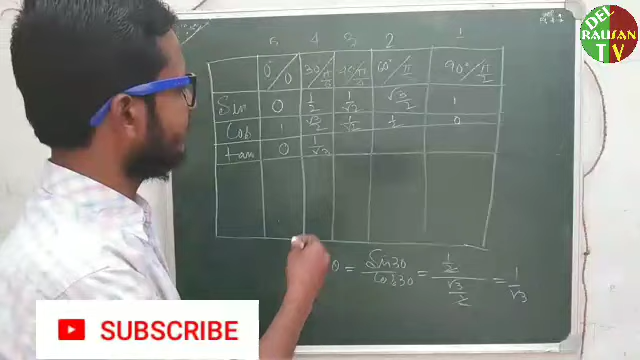 DEL
RAUSAN
TV
5 4 3 2 1
0° / 0 30 / π/6 45 / π/4 60° / π/3 90° / π/2
Sin 0 1/2 1/√2 √3/2 1
Cos 1 √3/2 1/√2 1/2 0
tan 0 1/√3
θ = Sin30 / Cos30 = 1/2 / √3/2 = 1/√3
SUBSCRIBE